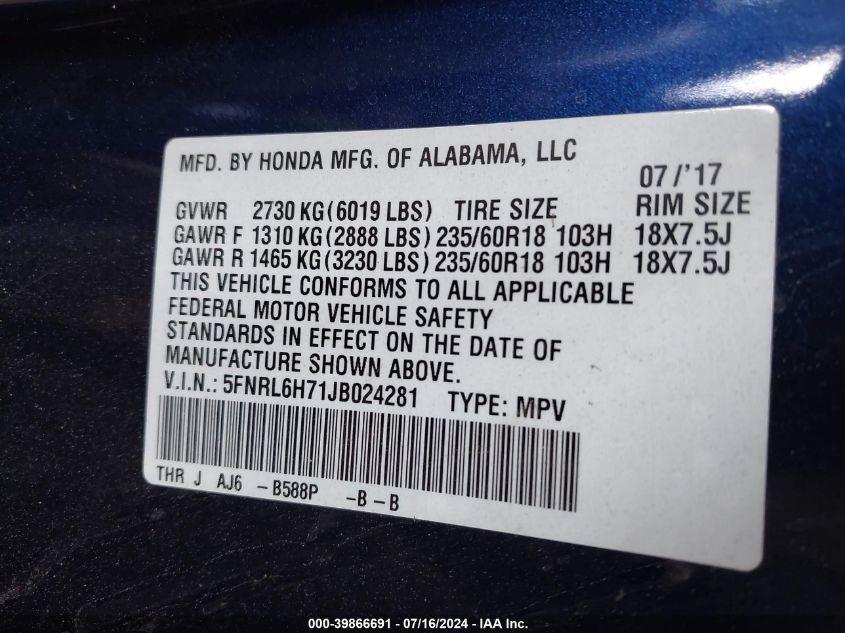 MFD. BY HONDA MFG. OF ALABAMA, LLC 07/'17
GVWR 2730 KG(6019 LBS) TIRE SIZE RIM SIZE
GAWR F 1310 KG(2888 LBS) 235/60R18 103H 18X7.5J
GAWR R 1465 KG(3230 LBS) 235/60R18 103H 18X7.5J
THIS VEHICLE CONFORMS TO ALL APPLICABLE
FEDERAL MOTOR VEHICLE SAFETY
STANDARDS IN EFFECT ON THE DATE OF
MANUFACTURE SHOWN ABOVE.
V.I.N.: 5FNRL6H71JB024281 TYPE: MPV
THR J AJ6 -B588P -B-B
000-39866691 - 07/16/2024 - IAA Inc.